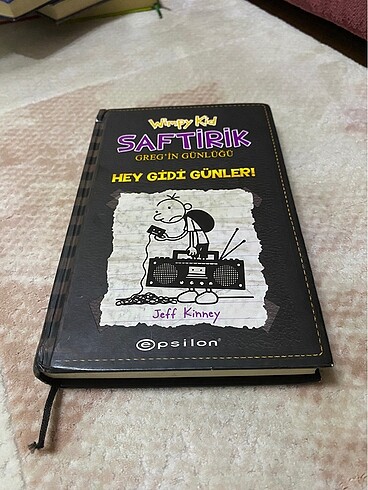 Wimpy Kid
SAFTİRİK
GREG'İN GÜNLÜĞÜ
HEY GİDİ GÜNLER!
Jeff Kinney
epsilon®